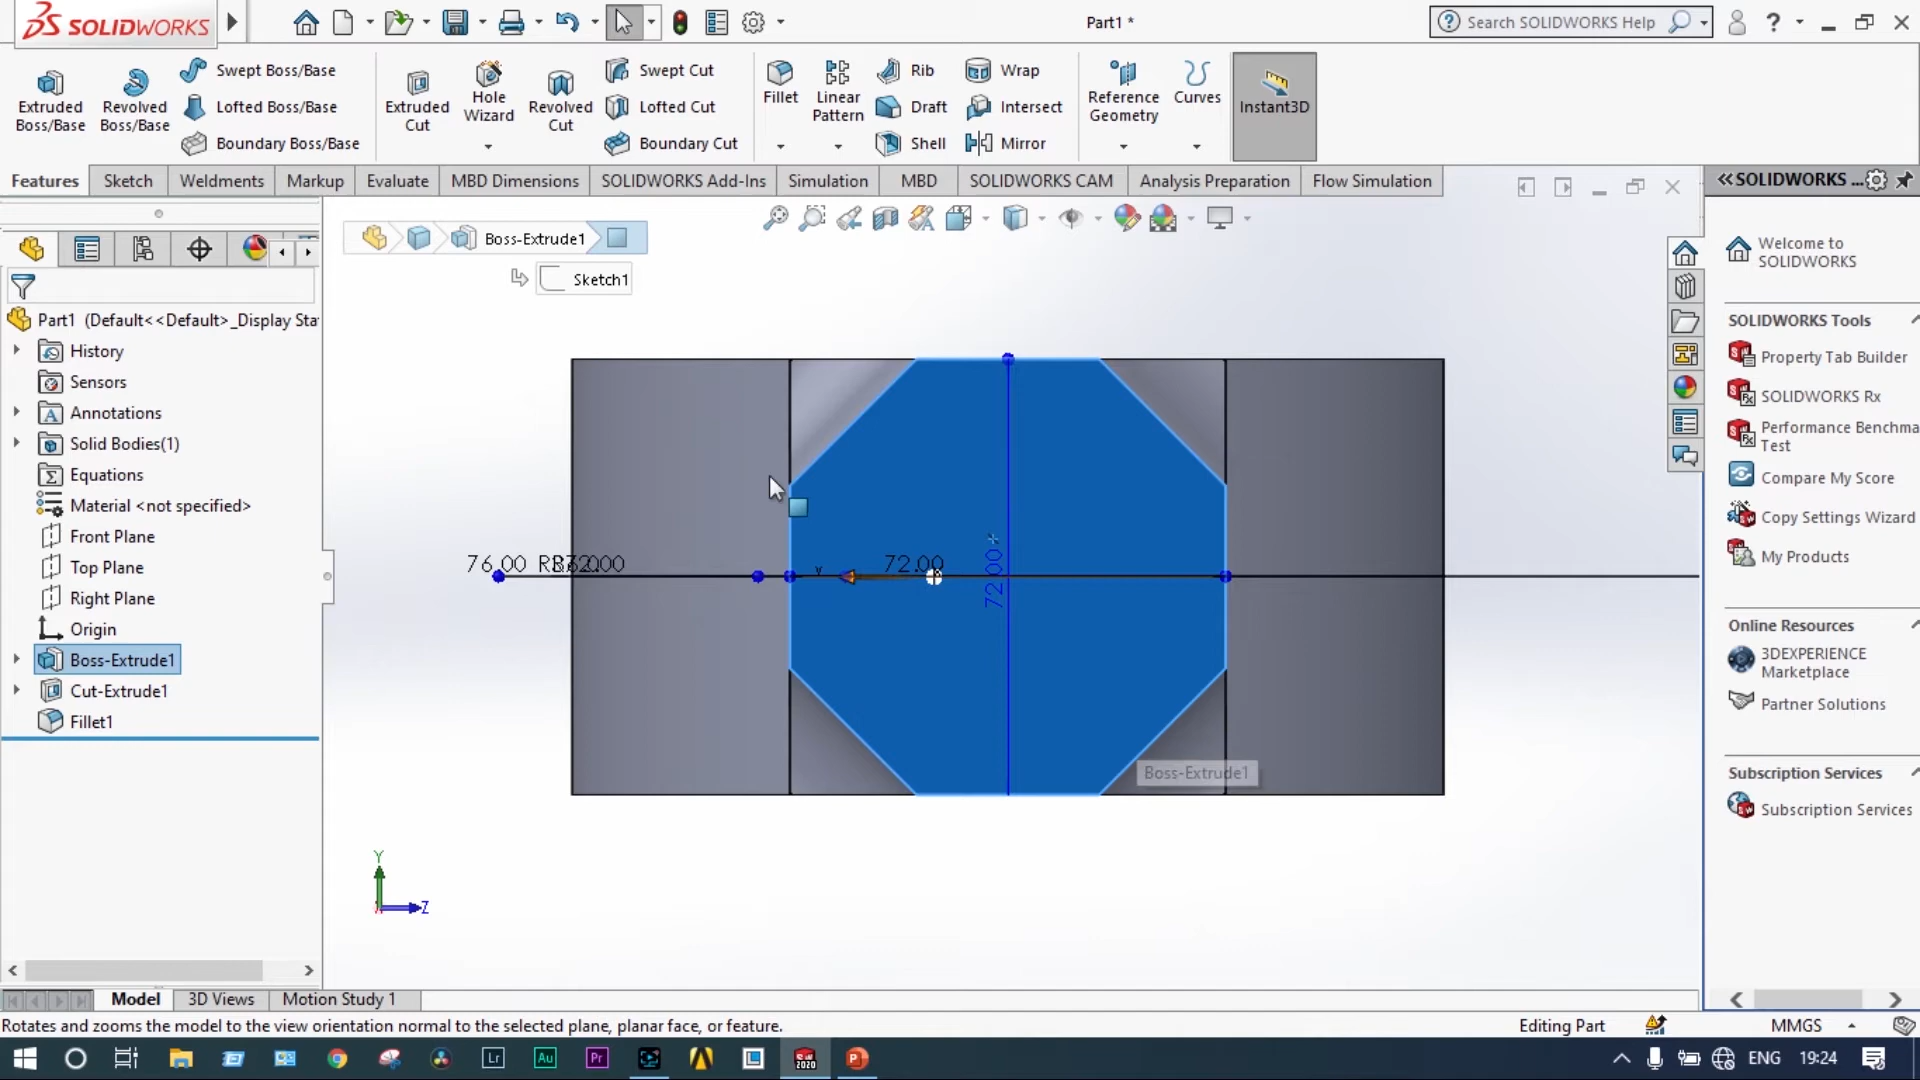 SOLIDWORKS
Part1 *
Search SOLIDWORKS Help
Extruded
Boss/Base
Revolved
Boss/Base
Swept Boss/Base
Lofted Boss/Base
Boundary Boss/Base
Extruded
Cut
Hole
Wizard
Revolved
Cut
Swept Cut
Lofted Cut
Boundary Cut
Fillet
Linear
Pattern
Rib
Draft
Shell
Wrap
Intersect
Mirror
Reference
Geometry
Curves
Instant3D
Features
Sketch
Weldments
Markup
Evaluate
MBD Dimensions
SOLIDWORKS Add-Ins
Simulation
MBD
SOLIDWORKS CAM
Analysis Preparation
Flow Simulation
SOLIDWORKS ...
Boss-Extrude1
Sketch1
Part1 (Default<<Default>_Display Sta
History
Sensors
Annotations
Solid Bodies(1)
Equations
Material <not specified>
Front Plane
Top Plane
Right Plane
Origin
Boss-Extrude1
Cut-Extrude1
Fillet1
76.00
72.00
72.00
Boss-Extrude1
Y
Z
Welcome to
SOLIDWORKS
SOLIDWORKS Tools
Property Tab Builder
SOLIDWORKS Rx
Performance Benchma
Test
Compare My Score
Copy Settings Wizard
My Products
Online Resources
3DEXPERIENCE
Marketplace
Partner Solutions
Subscription Services
Subscription Services
Model
3D Views
Motion Study 1
Rotates and zooms the model to the view orientation normal to the selected plane, planar face, or feature.
Editing Part
MMGS
Lr
Au
Pr
SW
2020
P
ENG
19:24